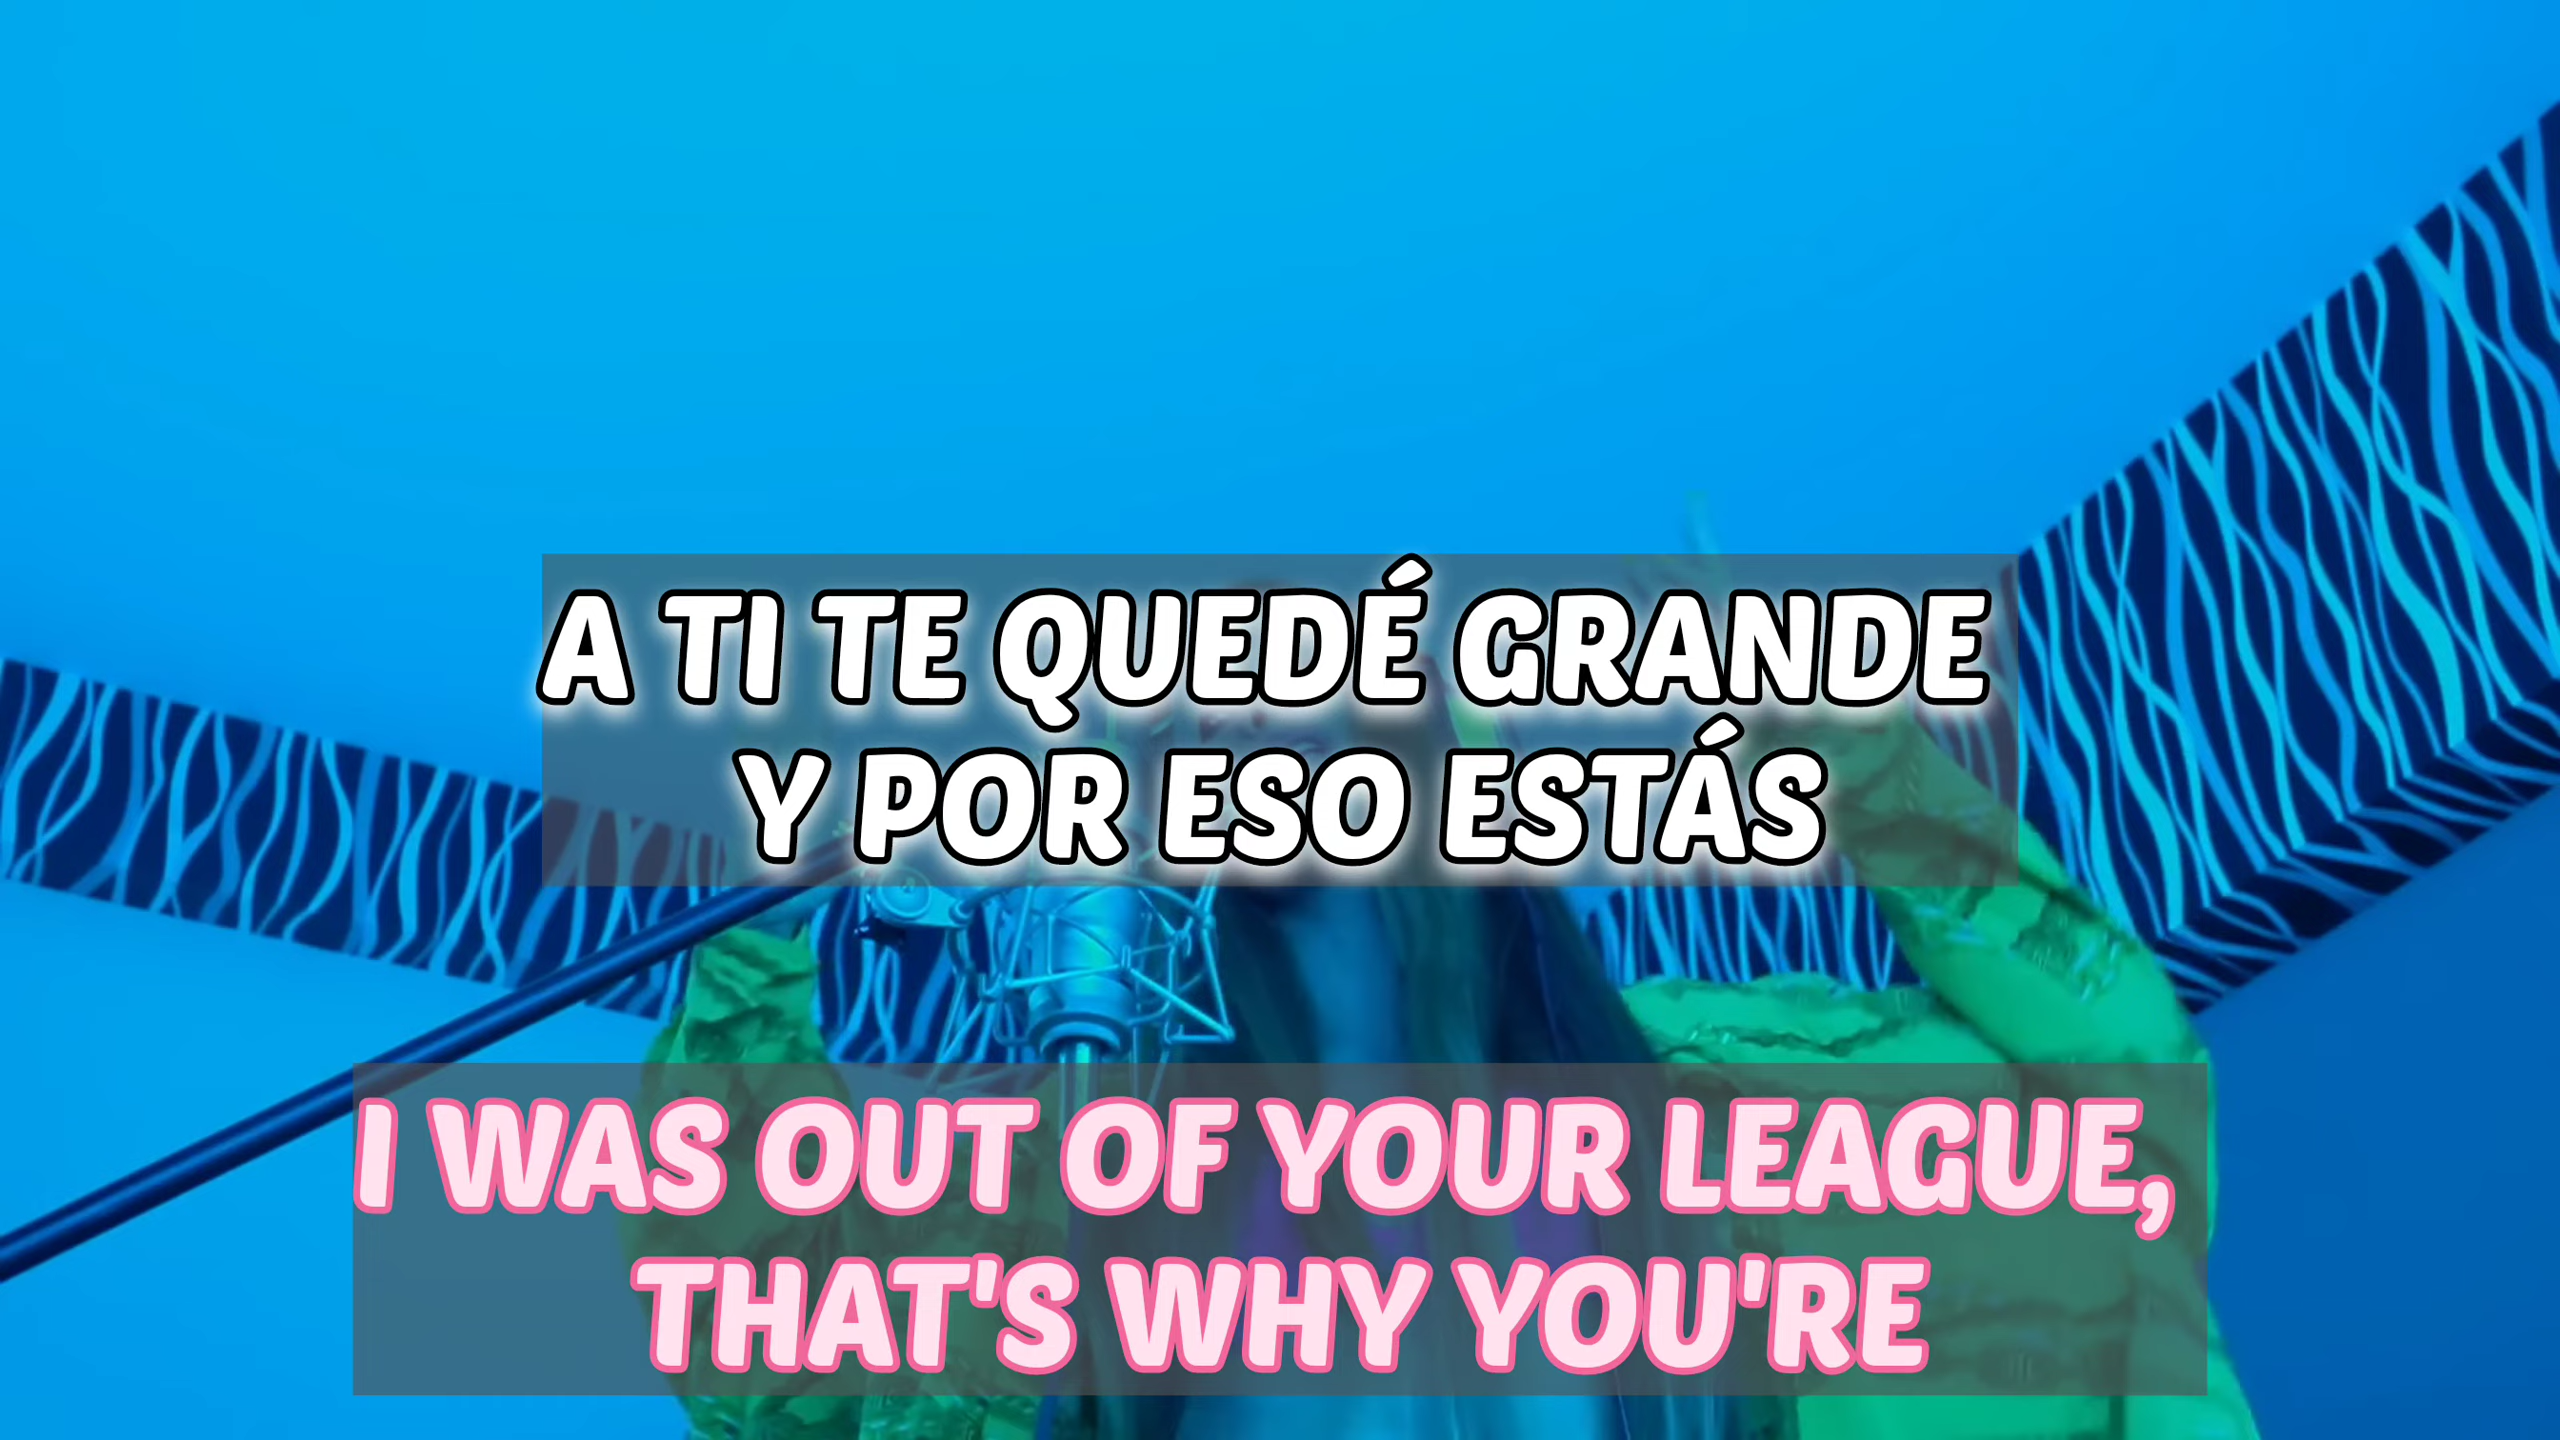 A TI TE QUEDÉ GRANDE
Y POR ESO ESTÁS
I WAS OUT OF YOUR LEAGUE,
THAT'S WHY YOU'RE